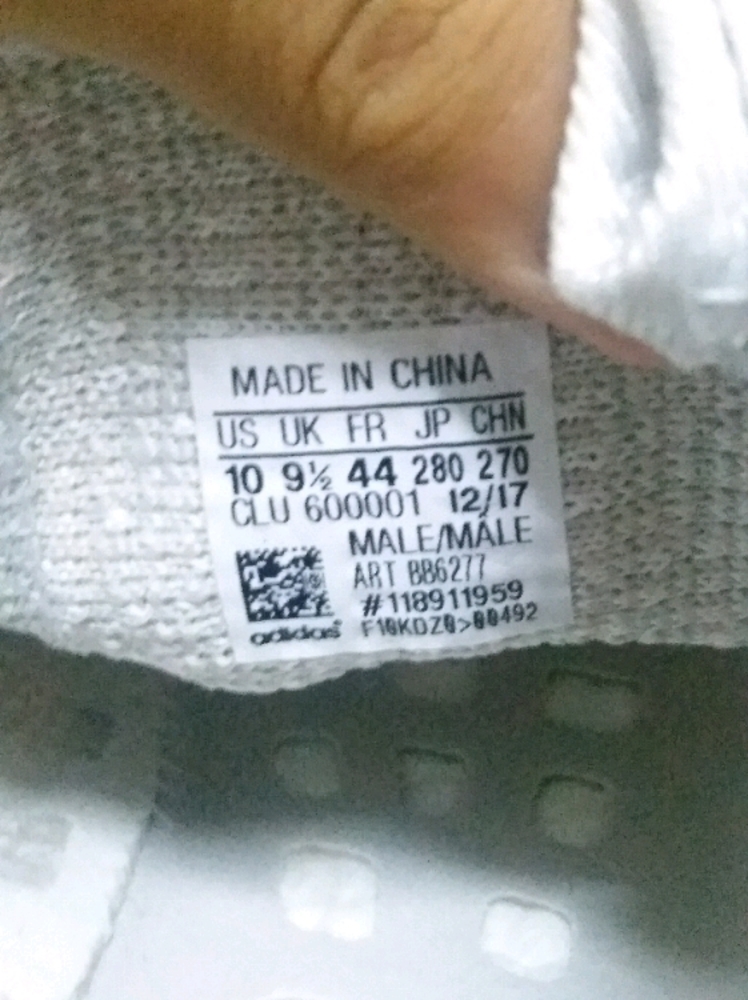 MADE IN CHINA
US UK FR JP CHN
10 9½ 44 280 270
CLU 600001 12/17
MALE/MÂLE
ART BB6277
#118911959
adidas F10KDZ0>00492